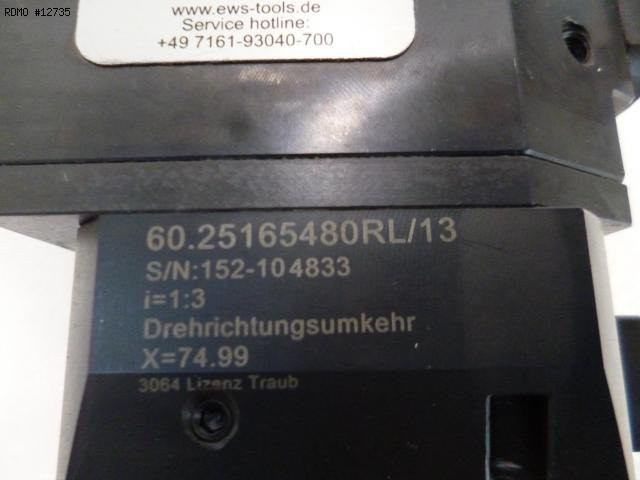 RDMO #12735
www.ews-tools.de
Service hotline:
+49 7161-93040-700
60.25165480RL/13
S/N:152-104833
i=1:3
Drehrichtungsumkehr
X=74.99
3064 Lizenz Traub